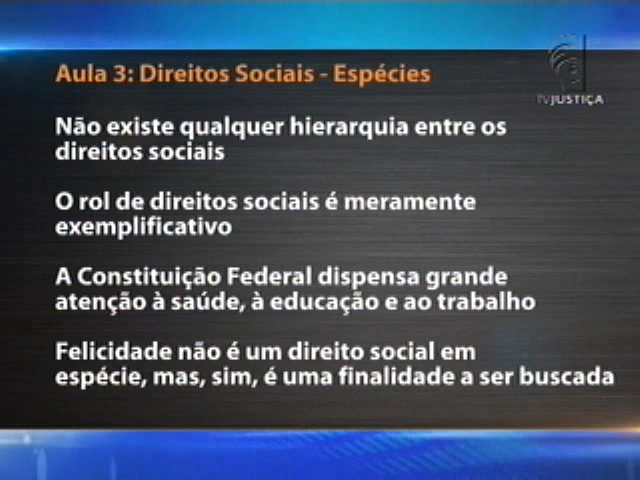 Aula 3: Direitos Sociais - Espécies
TVJUSTIÇA
Não existe qualquer hierarquia entre os
direitos sociais
O rol de direitos sociais é meramente
exemplificativo
A Constituição Federal dispensa grande
atenção à saúde, à educação e ao trabalho
Felicidade não é um direito social em
espécie, mas, sim, é uma finalidade a ser buscada